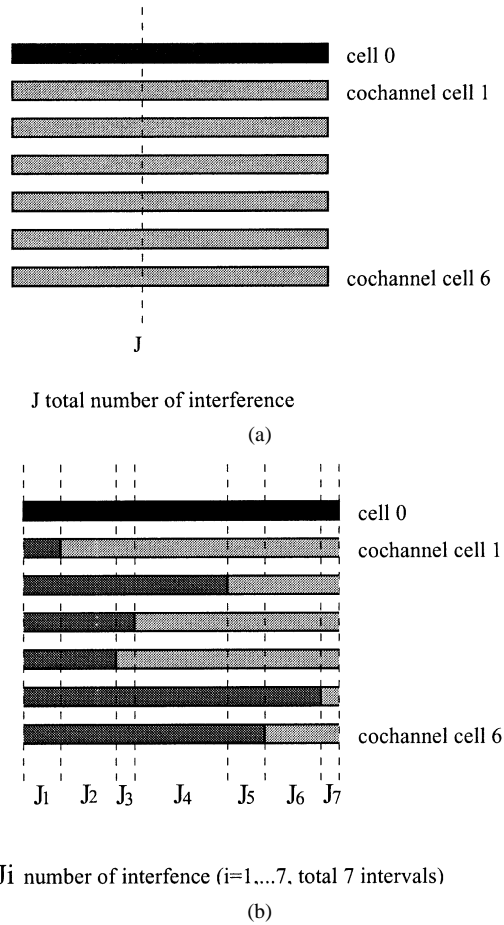 cell 0
cochannel cell 1
cochannel cell 6
J
J total number of interference
(a)
cell 0
cochannel cell 1
cochannel cell 6
J1 J2 J3 J4 J5 J6 J7
Ji number of interfence (i=1,...7, total 7 intervals)
(b)